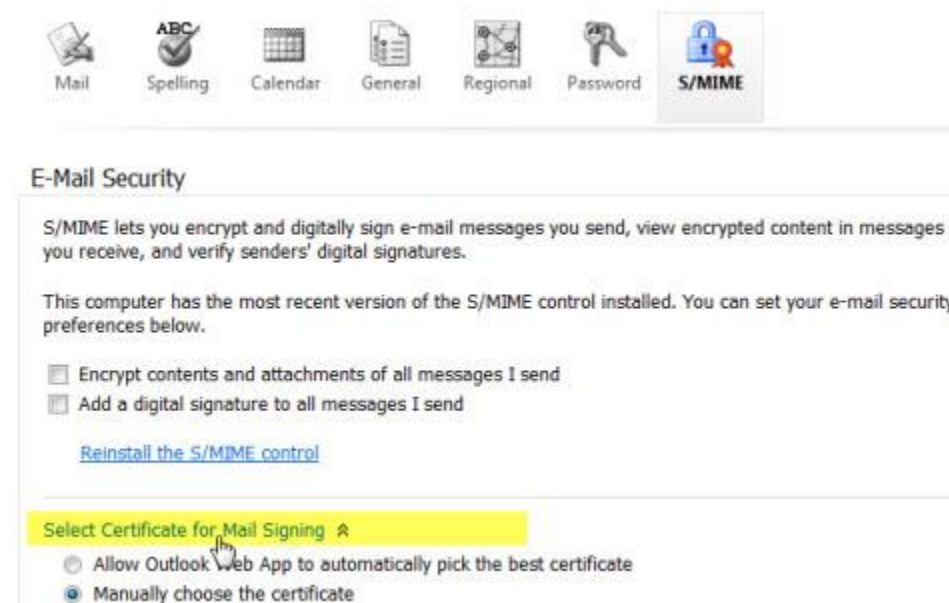 ABC
Mail Spelling Calendar General Regional Password S/MIME
E-Mail Security
S/MIME lets you encrypt and digitally sign e-mail messages you send, view encrypted content in messages
you receive, and verify senders' digital signatures.
This computer has the most recent version of the S/MIME control installed. You can set your e-mail security
preferences below.
Encrypt contents and attachments of all messages I send
Add a digital signature to all messages I send
Reinstall the S/MIME control
Select Certificate for Mail Signing
Allow Outlook Web App to automatically pick the best certificate
Manually choose the certificate